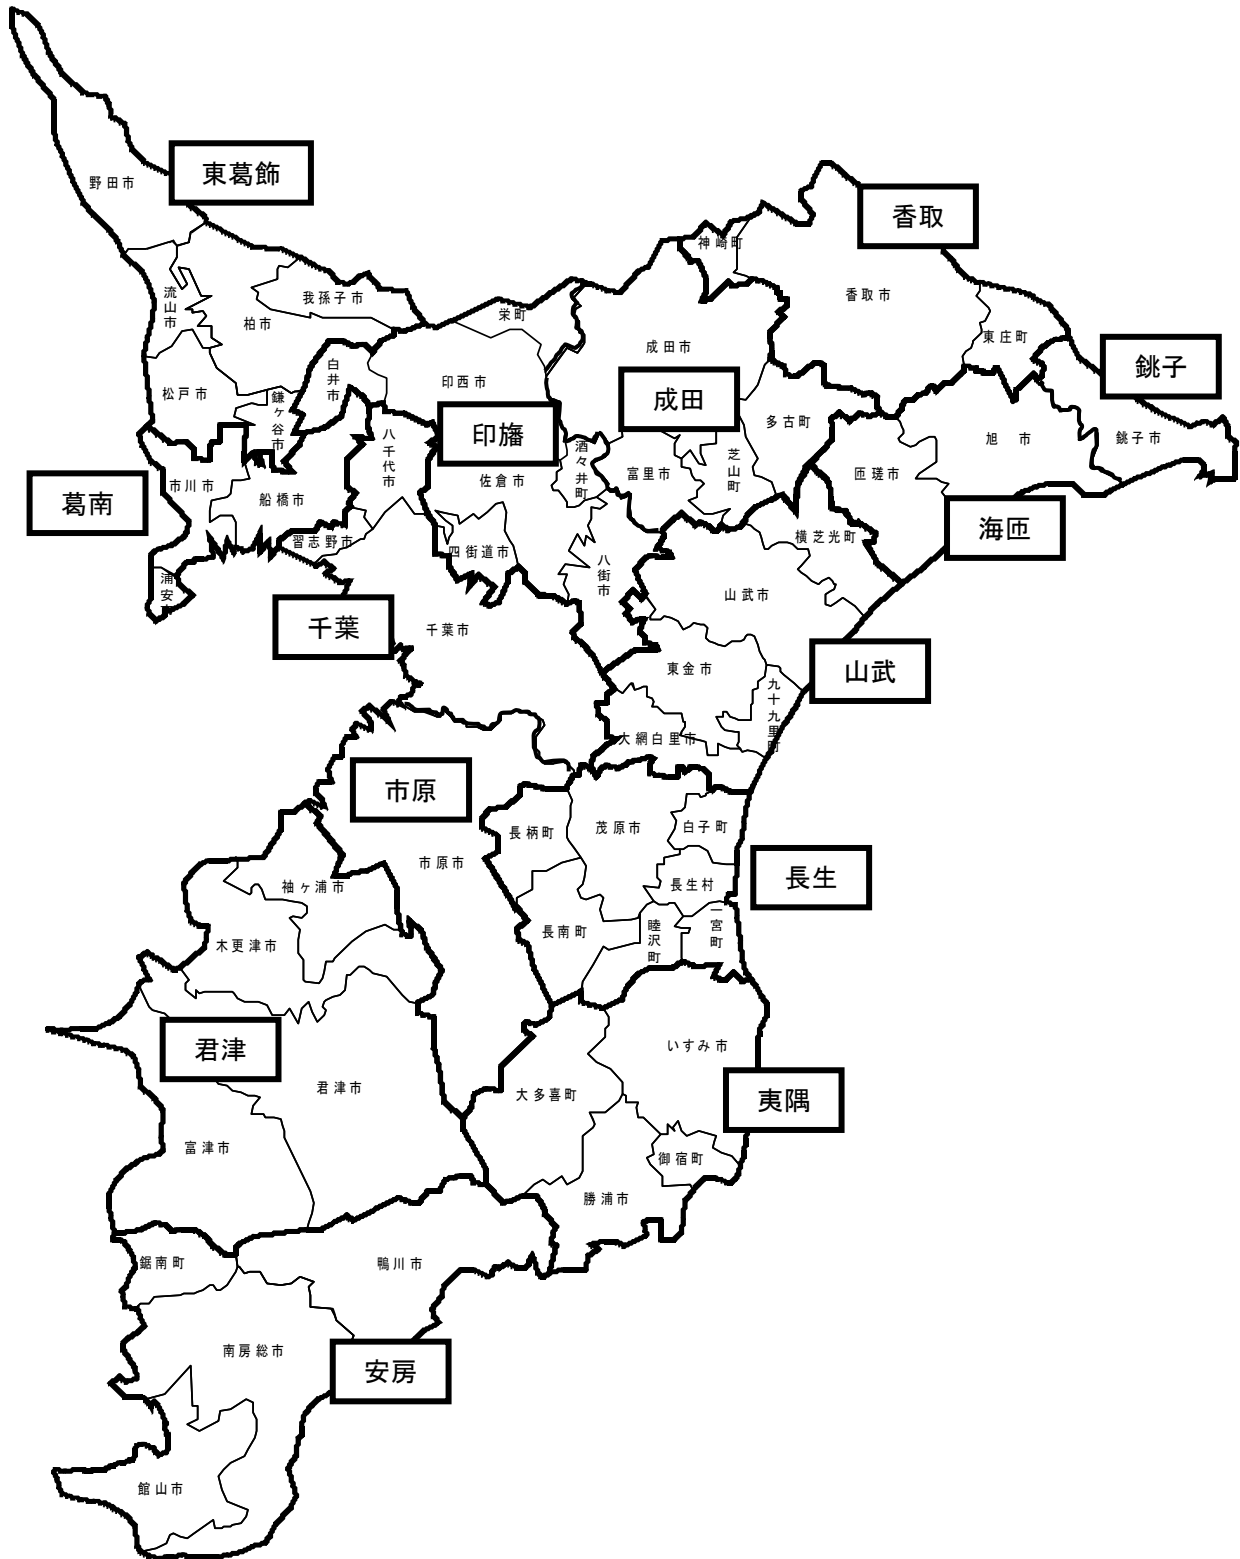 東葛飾
野田市
香取
神崎町
香取市
流山市
我孫子市
柏市
栄町
東庄町
銚子
成田市
白井市
印西市
松戸市
成田
鎌ヶ谷市
多古町
印旛
八千代市
旭市
銚子市
酒々井町
芝山町
富里市
匝瑳市
佐倉市
市川市
葛南
船橋市
海匝
横芝光町
習志野市
四街道市
八街市
浦安
山武市
千葉
千葉市
東金市
山武
九十九里町
大網白里市
市原
長柄町
茂原市
白子町
市原市
長生
長生村
袖ヶ浦市
一宮町
長南町
睦沢町
木更津市
君津
いすみ市
君津市
大多喜町
夷隅
富津市
御宿町
勝浦市
鋸南町
鴨川市
南房総市
安房
館山市